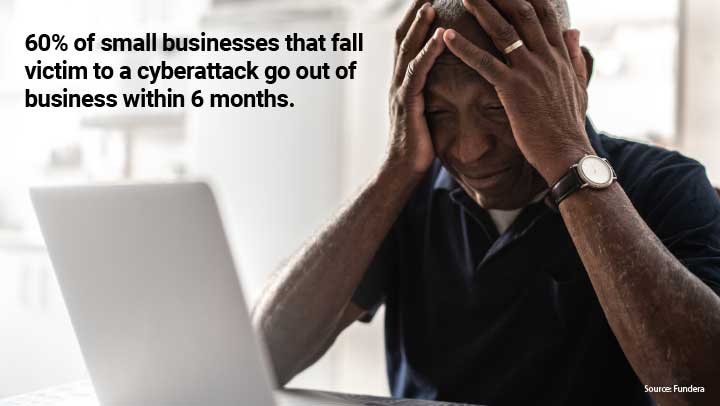 60% of small businesses that fall
victim to a cyberattack go out of
business within 6 months.
Source: Fundera